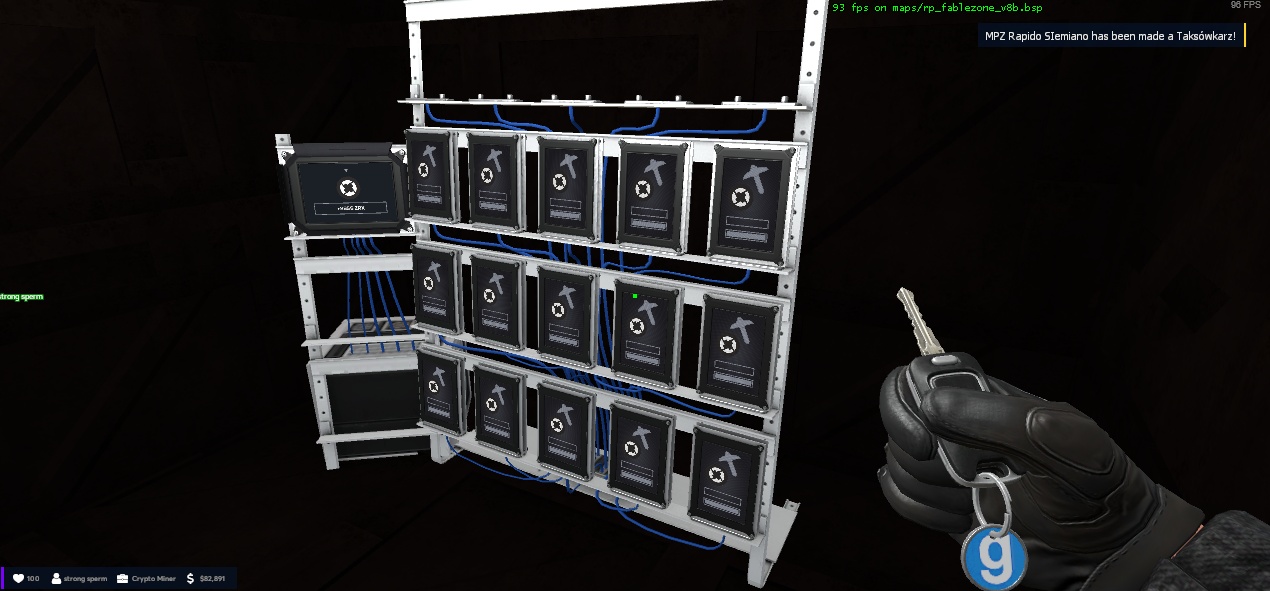 93 fps on maps/rp_fablezone_v8b.bsp
96 FPS
MPZ Rapido SIemiano has been made a Taksówkarz!
strong sperm
g
100
strong sperm
Crypto Miner
$ $82,891